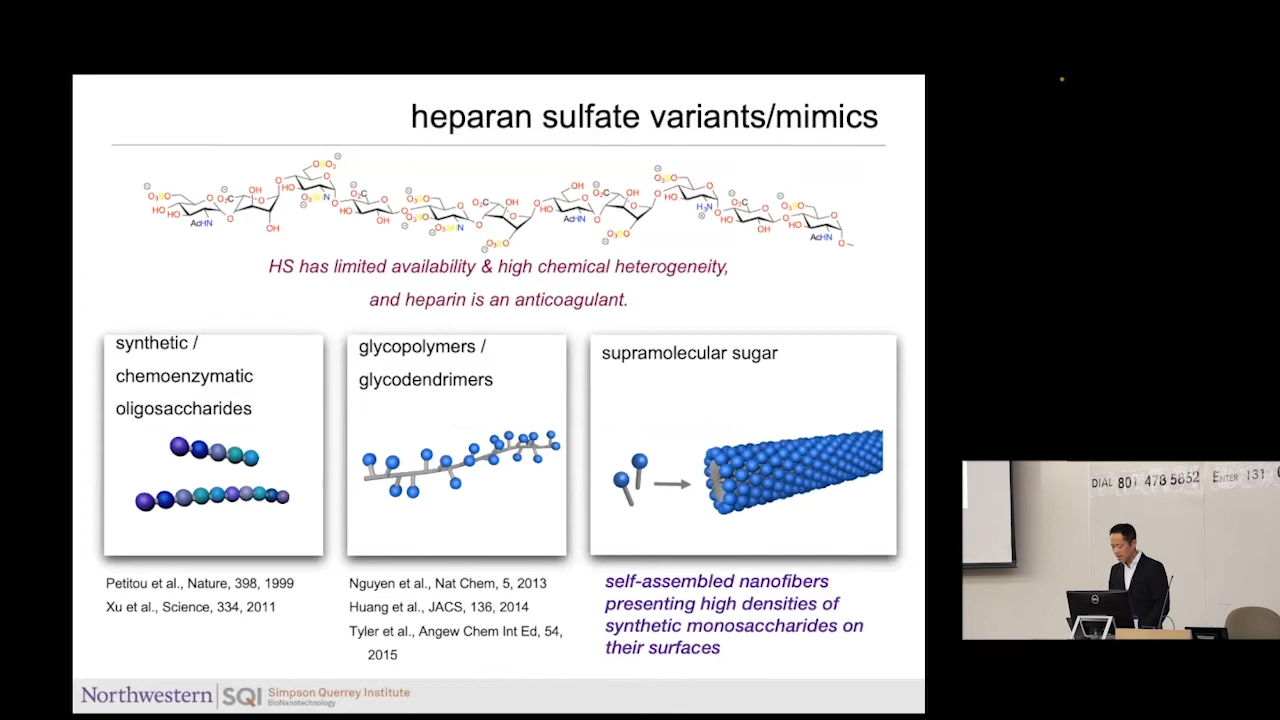 heparan sulfate variants/mimics
HS has limited availability & high chemical heterogeneity,
and heparin is an anticoagulant.
synthetic /
chemoenzymatic
oligosaccharides
glycopolymers /
glycodendrimers
supramolecular sugar
Petitou et al., Nature, 398, 1999
Xu et al., Science, 334, 2011
Nguyen et al., Nat Chem, 5, 2013
Huang et al., JACS, 136, 2014
Tyler et al., Angew Chem Int Ed, 54,
2015
self-assembled nanofibers
presenting high densities of
synthetic monosaccharides on
their surfaces
Northwestern SQI Simpson Querrey Institute
BioNanotechnology
DIAL 801 478 5852 ENTER 131
DELL